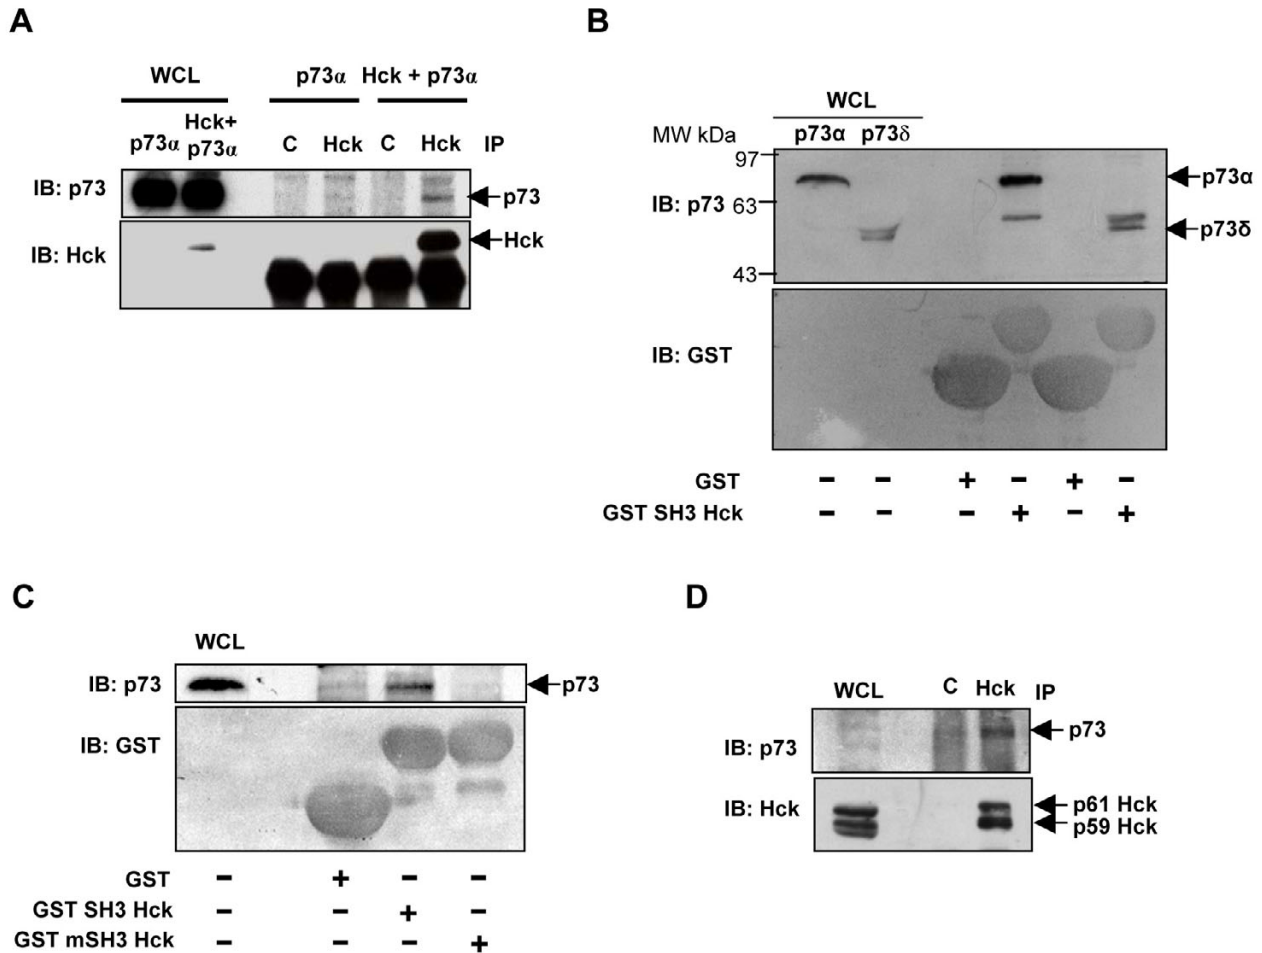 A
WCL p73α Hck + p73α
p73α Hck+ p73α C Hck C Hck IP
IB: p73 p73
IB: Hck Hck
B
WCL
MW kDa p73α p73δ
97 p73α
IB: p73 63 p73δ
43
IB: GST
GST - - + - + -
GST SH3 Hck - - - + - +
C
WCL
IB: p73 p73
IB: GST
GST - + - -
GST SH3 Hck - - + -
GST mSH3 Hck - - - +
D
WCL C Hck IP
IB: p73 p73
IB: Hck p61 Hck
p59 Hck